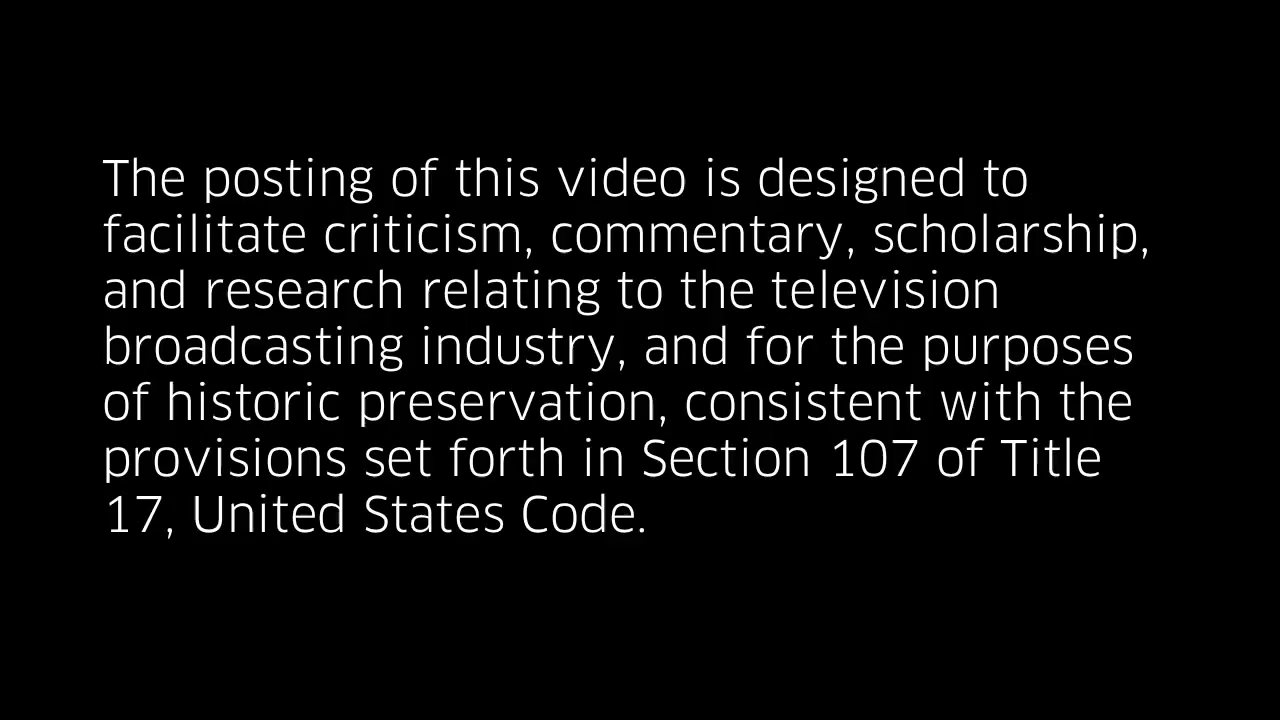 The posting of this video is designed to
facilitate criticism, commentary, scholarship,
and research relating to the television
broadcasting industry, and for the purposes
of historic preservation, consistent with the
provisions set forth in Section 107 of Title
17, United States Code.